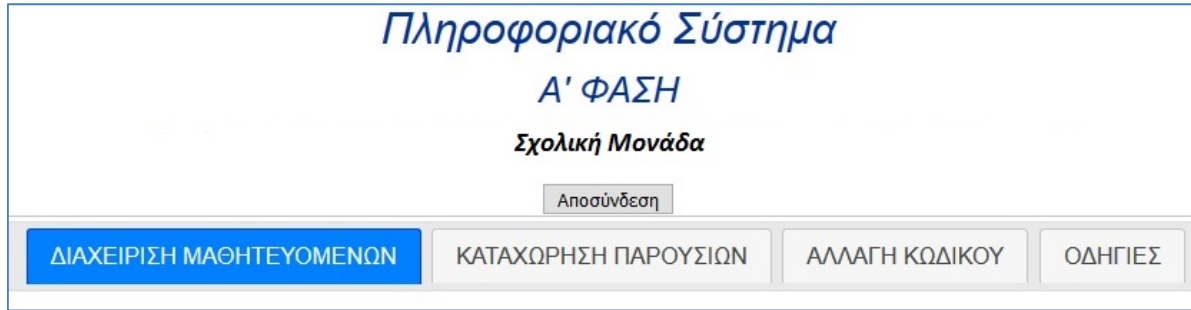 Πληροφοριακό Σύστημα
Α' ΦΑΣΗ
Σχολική Μονάδα
Αποσύνδεση
ΔΙΑΧΕΙΡΙΣΗ ΜΑΘΗΤΕΥΟΜΕΝΩΝ ΚΑΤΑΧΩΡΗΣΗ ΠΑΡΟΥΣΙΩΝ ΑΛΛΑΓΗ ΚΩΔΙΚΟΥ ΟΔΗΓΙΕΣ